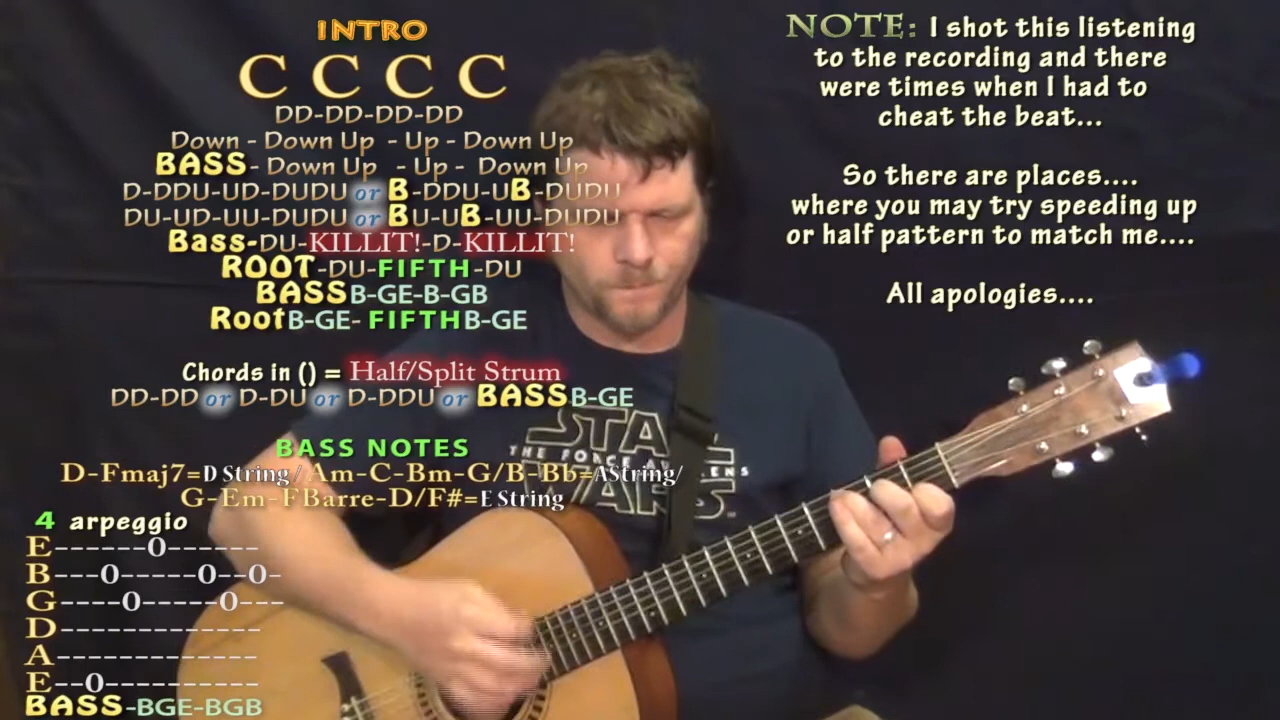 INTRO
C C C C
DD-DD-DD-DD
Down - Down Up - Up - Down Up
BASS - Down Up - Up - Down Up
D-DDU-UD-DUDU or B-DDU-UB-DUDU
DU-UD-UU-DUDU or BU-UB-UU-DUDU
Bass-DU-KILLIT!-D-KILLIT!
ROOT-DU-FIFTH-DU
BASSB-GE-B-GB
RootB-GE- FIFTHB-GE
Chords in () = Half/Split Strum
DD-DD or D-DU or D-DDU or BASSB-GE
BASS NOTES
D-Fmaj7=D String/ Am-C-Bm-G/B-Bb=AString/
G-Em-FBarre-D/F#=E String
4 arpeggio
E------0------
B---0-----0--0-
G----0-----0---
D-------------
A-------------
E--0----------
BASS-BGE-BGB
NOTE: I shot this listening
to the recording and there
were times when I had to
cheat the beat...
So there are places....
where you may try speeding up
or half pattern to match me....
All apologies....
STAR
THE FORCE AWAKENS
WARS